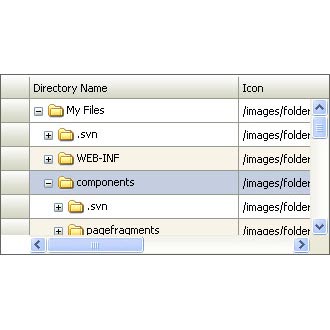 Directory Name Icon
My Files /images/folder
.svn /images/folder
WEB-INF /images/folder
components /images/folder
.svn /images/folder
pagefragments /images/folder